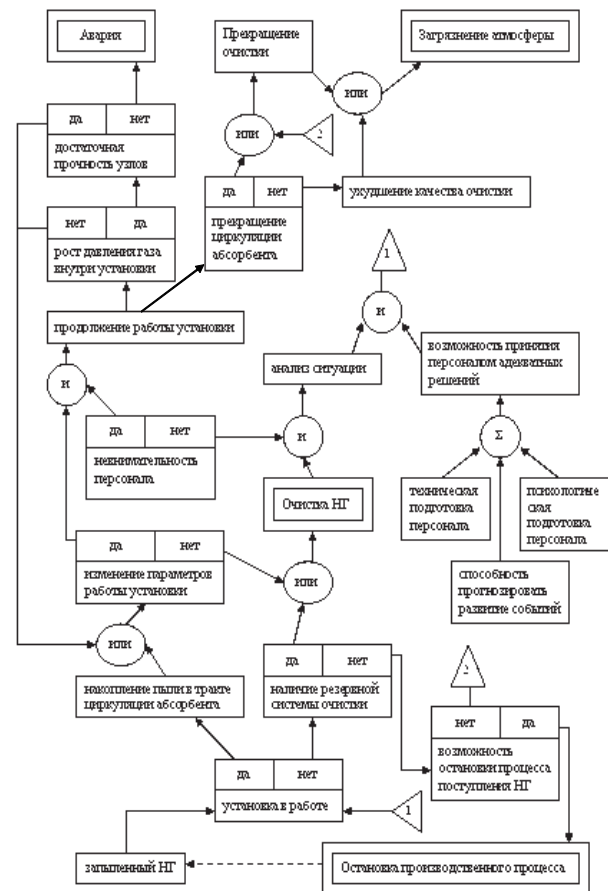 Авария
Прекращение
очистки
Загрязнение атмосферы
или
да нет
достаточная
прочность узлов
или
2
да нет
прекращение
циркуляции
абсорбента
ухудшение качества очистки
нет да
рост давления газа
внутри установки
1
продолжение работы установки
и
возможность принятия
персоналом адекватных
решений
анализ ситуации
и
да нет
невнимательность
персонала
и
Σ
Очистка НГ
техническая
подготовка
персонала
психологиче
ская
подготовка
персонала
да нет
изменение параметров
работы установки
или
способность
прогнозировать
развитие событий
или
да нет
наличие резервной
системы очистки
2
накопление пыли в тракте
циркуляции абсорбента
нет да
возможность
остановки процесса
поступления НГ
да нет
установка в работе
1
запыленный НГ
Остановка производственного процесса